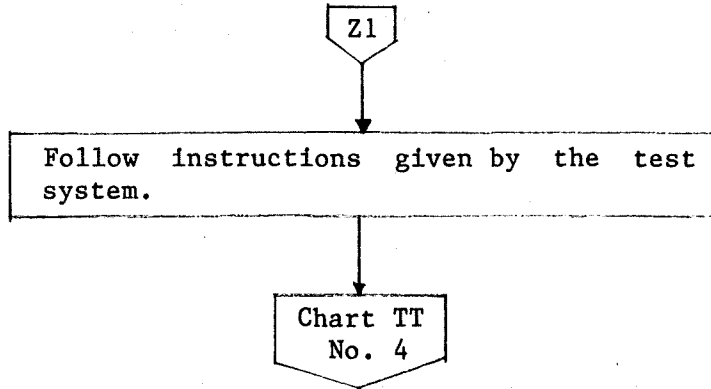 Z1
Follow instructions given by the test
system.
Chart TT
No. 4